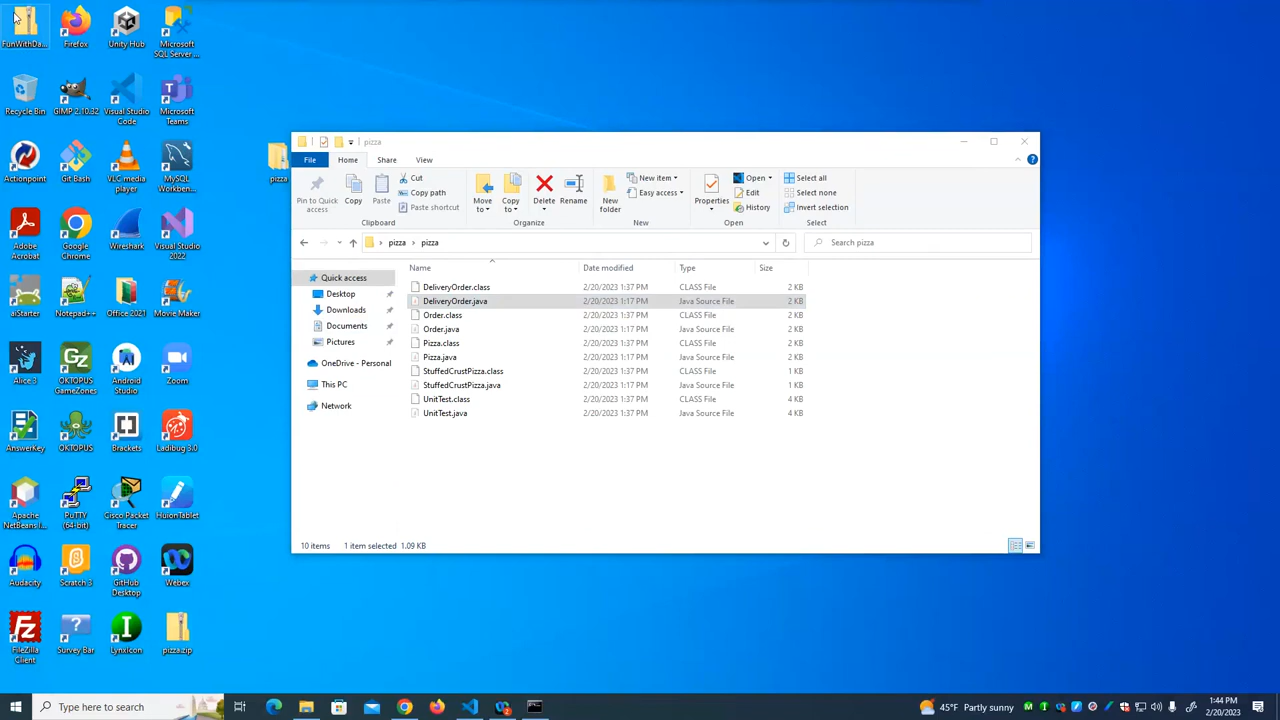 FunWithDa...
Firefox
Unity Hub
Microsoft
SQL Server ...
Recycle Bin
GIMP 2.10.32
Visual Studio
Code
Microsoft
Teams
Actionpoint
Git Bash
VLC media
player
MySQL
Workben...
Adobe
Acrobat
Google
Chrome
Wireshark
Visual Studio
2022
aiStarter
Notepad++
Office 2021
Movie Maker
Alice 3
OKTOPUS
GameZones
Android
Studio
Zoom
AnswerKey
OKTOPUS
Brackets
Ladibug 3.0
Apache
NetBeans I...
PuTTY
(64-bit)
Cisco Packet
Tracer
HuionTablet
Audacity
Scratch 3
GitHub
Desktop
Webex
FileZilla
Client
Survey Bar
LynxIcon
pizza.zip
pizza
pizza
File Home Share View
Pin to Quick
access
Copy
Paste
Cut
Copy path
Paste shortcut
Clipboard
Move
to
Copy
to
Delete
Rename
Organize
New
folder
New item
Easy access
New
Properties
Open
Edit
History
Open
Select all
Select none
Invert selection
Select
pizza > pizza
Search pizza
Name Date modified Type Size
Quick access
Desktop
Downloads
Documents
Pictures
OneDrive - Personal
This PC
Network
DeliveryOrder.class 2/20/2023 1:37 PM CLASS File 2 KB
DeliveryOrder.java 2/20/2023 1:17 PM Java Source File 2 KB
Order.class 2/20/2023 1:37 PM CLASS File 2 KB
Order.java 2/20/2023 1:17 PM Java Source File 2 KB
Pizza.class 2/20/2023 1:37 PM CLASS File 2 KB
Pizza.java 2/20/2023 1:17 PM Java Source File 2 KB
StuffedCrustPizza.class 2/20/2023 1:37 PM CLASS File 1 KB
StuffedCrustPizza.java 2/20/2023 1:17 PM Java Source File 1 KB
UnitTest.class 2/20/2023 1:37 PM CLASS File 4 KB
UnitTest.java 2/20/2023 1:37 PM Java Source File 4 KB
10 items 1 item selected 1.09 KB
Type here to search
45°F Partly sunny
1:44 PM
2/20/2023